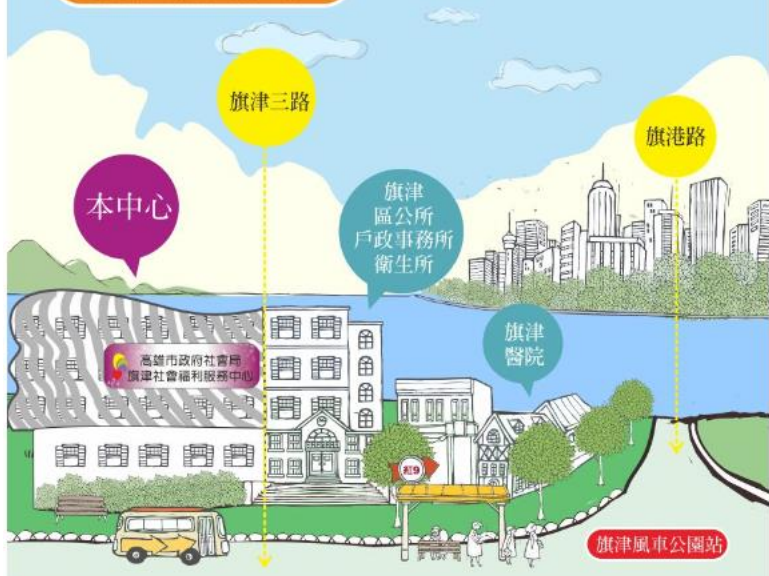 旗津三路
旗港路
本中心
旗津
區公所
戶政事務所
衛生所
旗津
醫院
高雄市政府社會局
旗津社會福利服務中心
紅9
旗津風車公園站